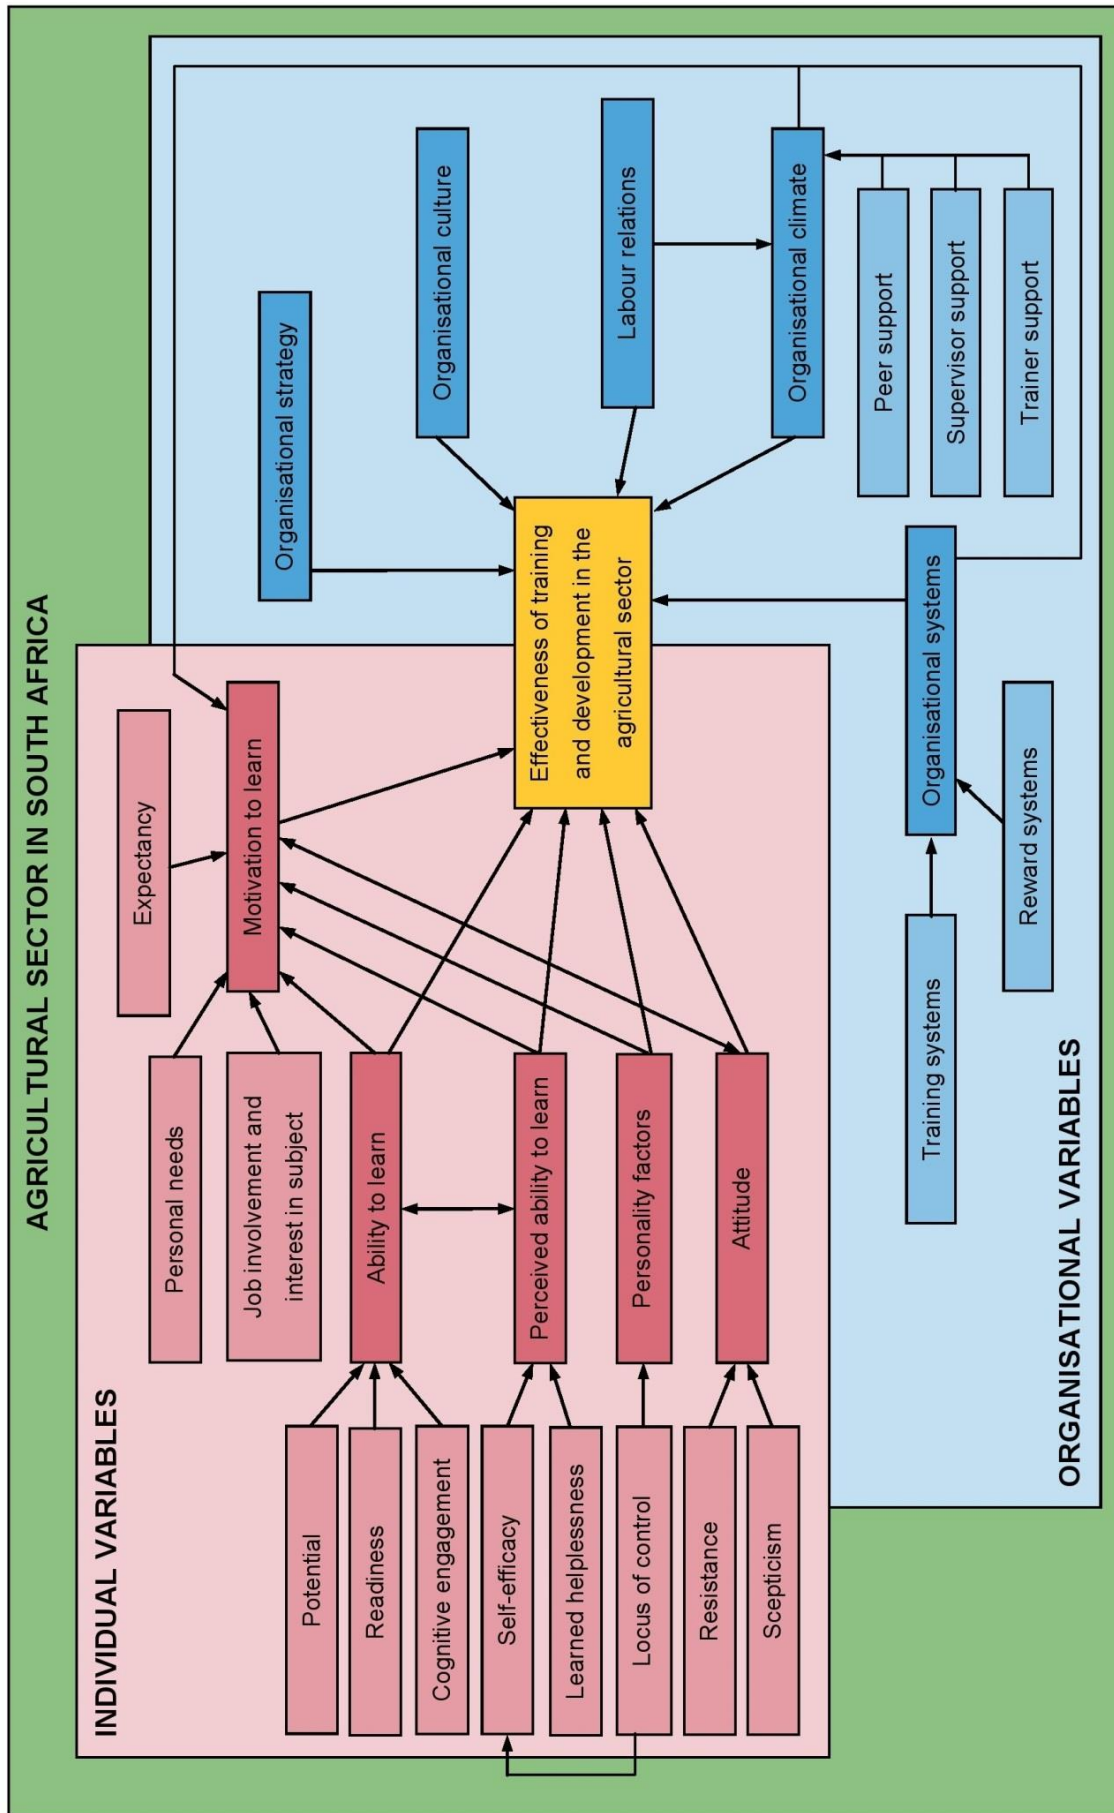 AGRICULTURAL SECTOR IN SOUTH AFRICA
INDIVIDUAL VARIABLES
Expectancy
Personal needs
Motivation to learn
Job involvement and
interest in subject
Potential
Readiness
Cognitive engagement
Ability to learn
Self-efficacy
Learned helplessness
Perceived ability to learn
Locus of control
Personality factors
Resistance
Scepticism
Attitude
Effectiveness of training
and development in the
agricultural sector
Organisational strategy
Organisational culture
Labour relations
Organisational climate
Peer support
Supervisor support
Trainer support
Organisational systems
Training systems
Reward systems
ORGANISATIONAL VARIABLES